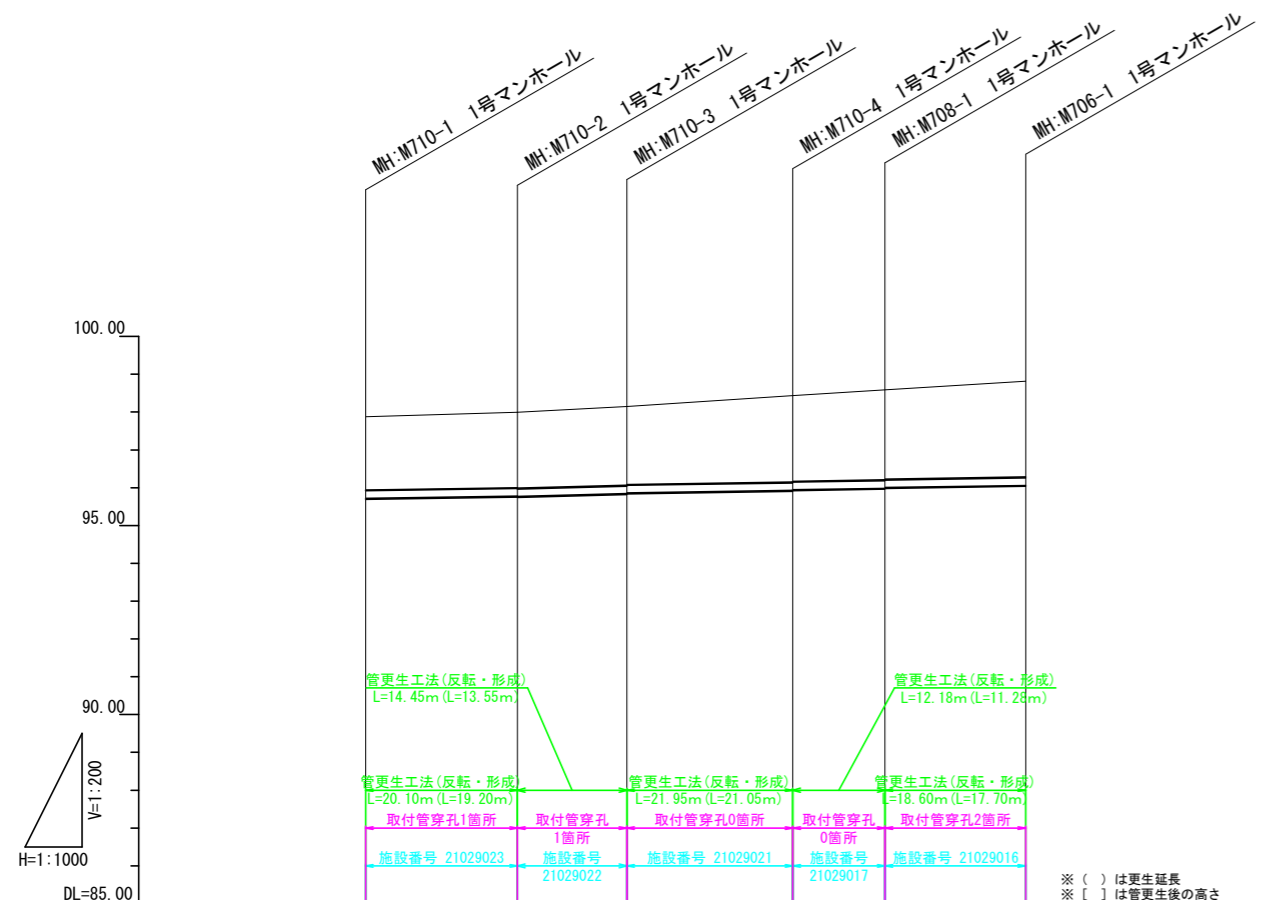 MH:M710-1 1号マンホール
MH:M710-2 1号マンホール
MH:M710-3 1号マンホール
MH:M710-4 1号マンホール
MH:M708-1 1号マンホール
MH:M706-1 1号マンホール
100.00
95.00
90.00
DL=85.00
V=1:200
H=1:1000
管更生工法(反転・形成)
L=14.45m(L=13.55m)
管更生工法(反転・形成)
L=12.18m(L=11.28m)
管更生工法(反転・形成)
L=20.10m(L=19.20m)
管更生工法(反転・形成)
L=21.95m(L=21.05m)
管更生工法(反転・形成)
L=18.60m(L=17.70m)
取付管穿孔1箇所
取付管穿孔
1箇所
取付管穿孔0箇所
取付管穿孔
0箇所
取付管穿孔2箇所
施設番号 21029023
施設番号
21029022
施設番号 21029021
施設番号
21029017
施設番号 21029016
※( )は更生延長
※[ ]は管更生後の高さ